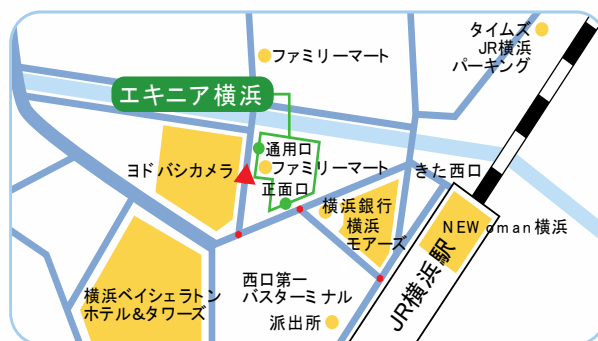 タイムズ
JR横浜
パーキング
ファミリーマート
エキニア横浜
通用口
ヨドバシカメラ
ファミリーマート
きた西口
正面口
横浜銀行
横浜
モアーズ
NEWoman横浜
JR横浜駅
横浜ベイシェラトン
ホテル&タワーズ
西口第一
バスターミナル
派出所